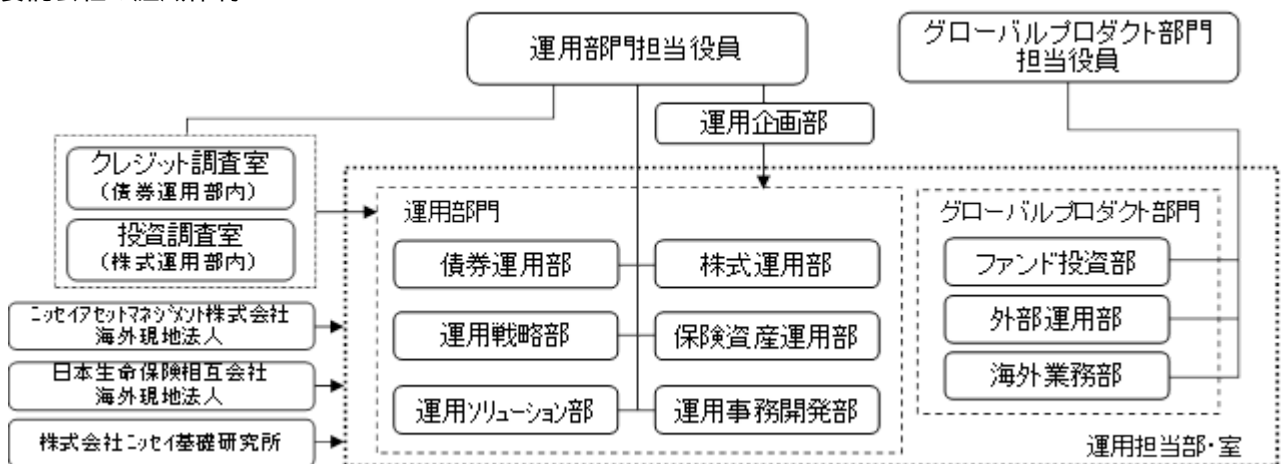 運用部門担当役員
グローバルプロダクト部門
担当役員
運用企画部
クレジット調査室
(債券運用部内)
投資調査室
(株式運用部内)
運用部門
グローバルプロダクト部門
債券運用部
株式運用部
ファンド投資部
ニッセイアセットマネジメント株式会社
海外現地法人
運用戦略部
保険資産運用部
外部運用部
日本生命保険相互会社
海外現地法人
海外業務部
運用ソリューション部
運用事務開発部
株式会社ニッセイ基礎研究所
運用担当部・室